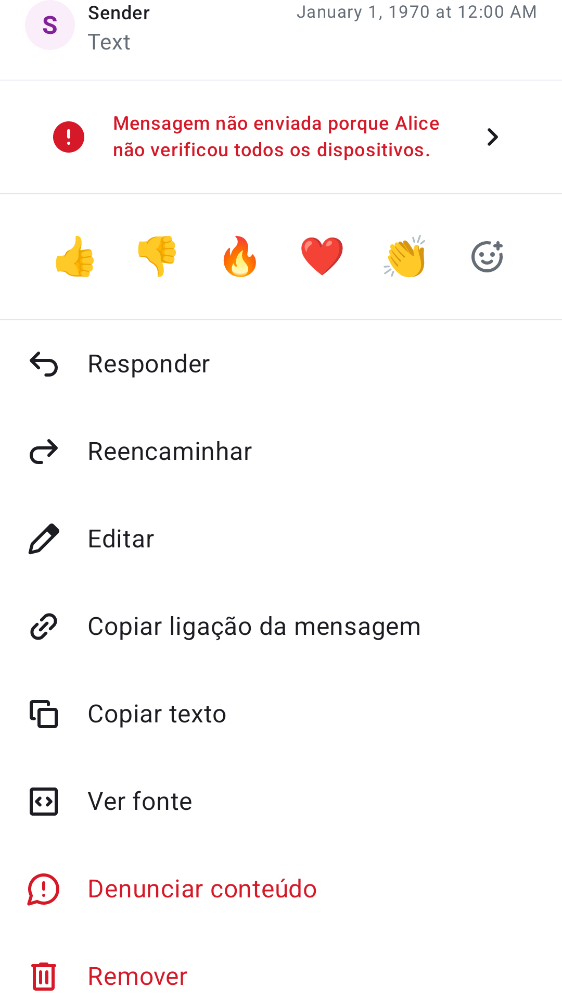 S
Sender
January 1, 1970 at 12:00 AM
Text
Mensagem não enviada porque Alice
não verificou todos os dispositivos.
Responder
Reencaminhar
Editar
Copiar ligação da mensagem
Copiar texto
Ver fonte
Denunciar conteúdo
Remover